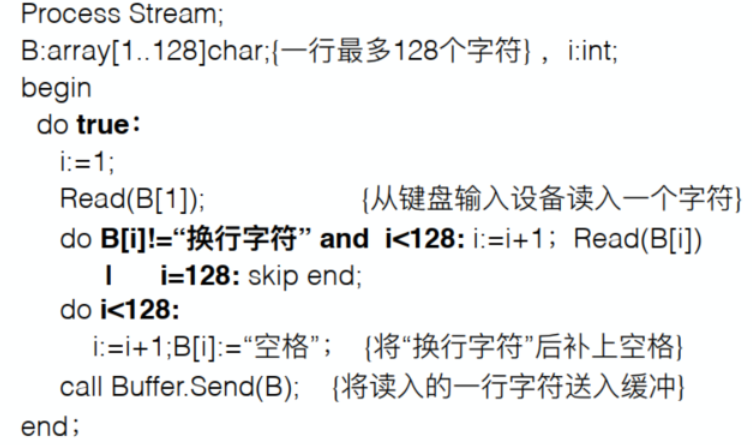 Process Stream;
B:array[1..128]char;{一行最多128个字符} , i:int;
begin
do true：
i:=1;
Read(B[1]); {从键盘输入设备读入一个字符}
do B[i]!=“换行字符” and i<128: i:=i+1；Read(B[i])
| i=128: skip end;
do i<128:
i:=i+1;B[i]:=“空格”； {将“换行字符”后补上空格}
call Buffer.Send(B); {将读入的一行字符送入缓冲}
end；